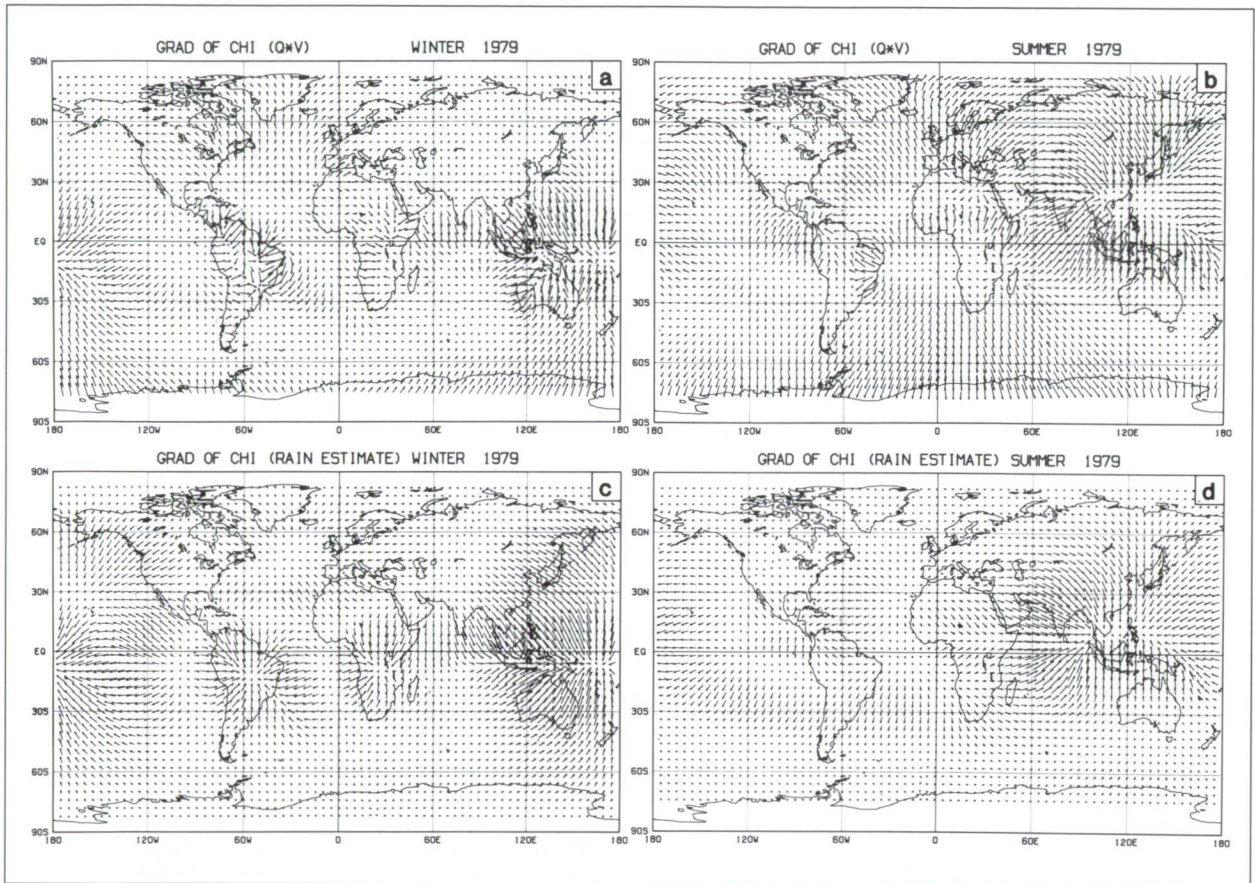 GRAD OF CHI (Q*V) WINTER 1979
a
90N
60N
30N
EQ
30S
60S
90S
180 120W 60W 0 60E 120E 180
GRAD OF CHI (Q*V) SUMMER 1979
b
90N
60N
30N
EQ
30S
60S
90S
180 120W 60W 0 60E 120E 180
GRAD OF CHI (RAIN ESTIMATE) WINTER 1979
c
90N
60N
30N
EQ
30S
60S
90S
180 120W 60W 0 60E 120E 180
GRAD OF CHI (RAIN ESTIMATE) SUMMER 1979
d
90N
60N
30N
EQ
30S
60S
90S
180 120W 60W 0 60E 120E 180